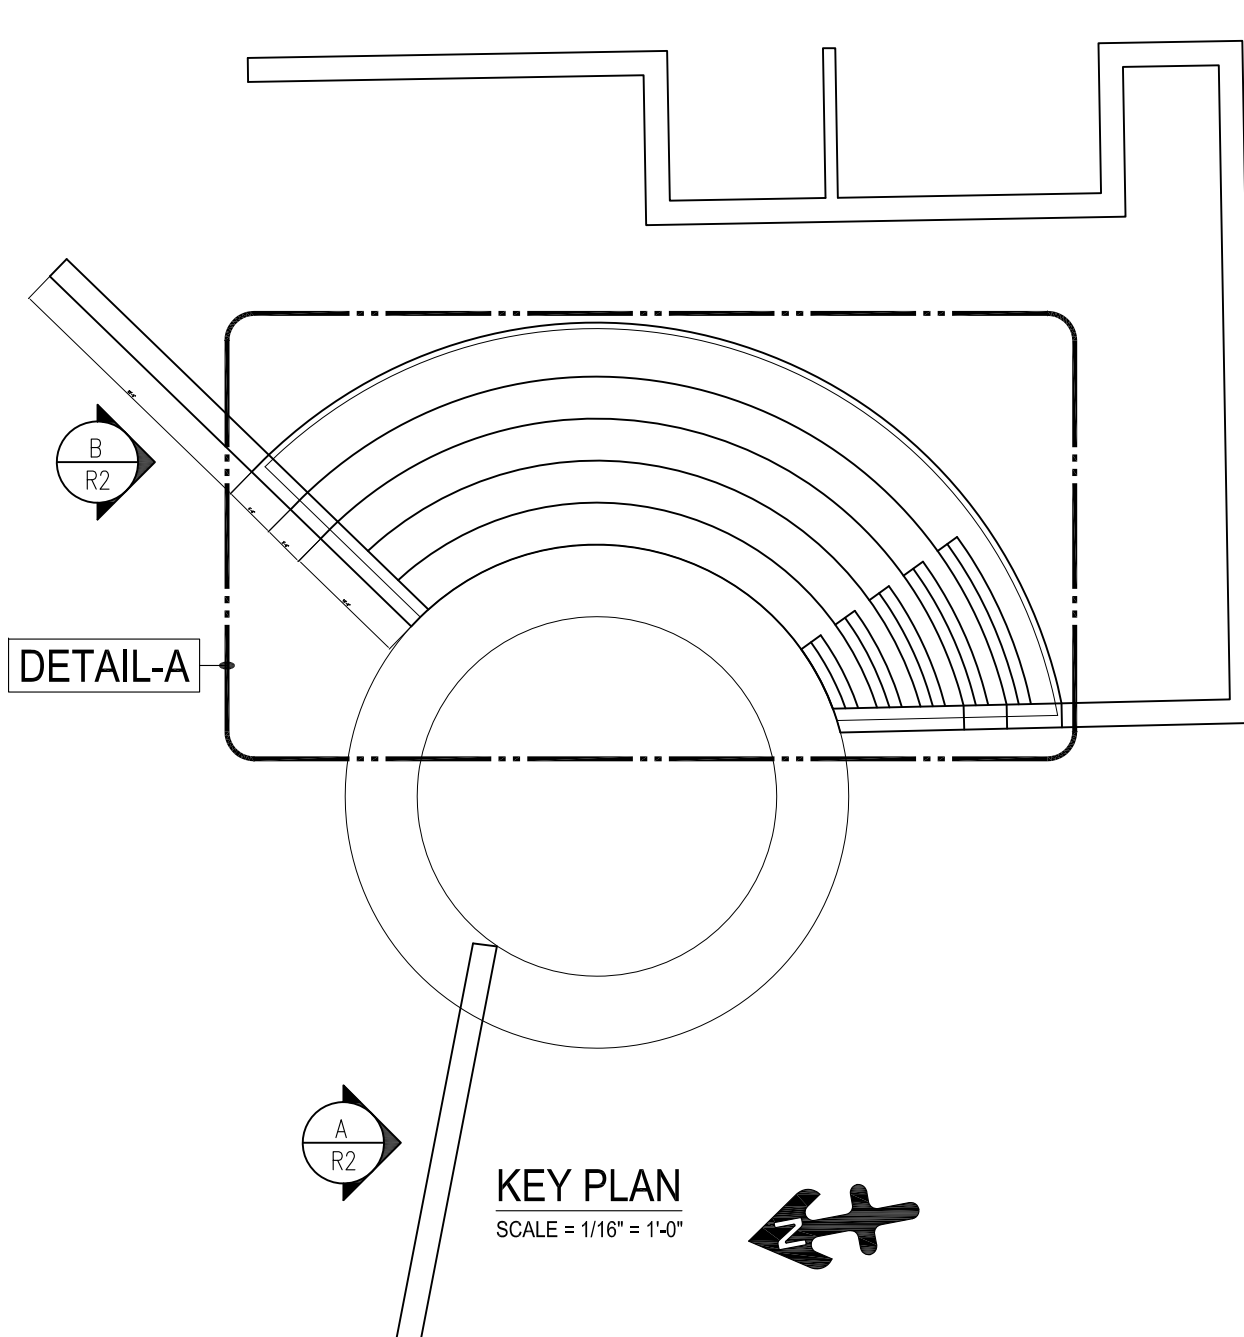 B
R2
DETAIL-A
A
R2
KEY PLAN
SCALE = 1/16" = 1'-0"
N